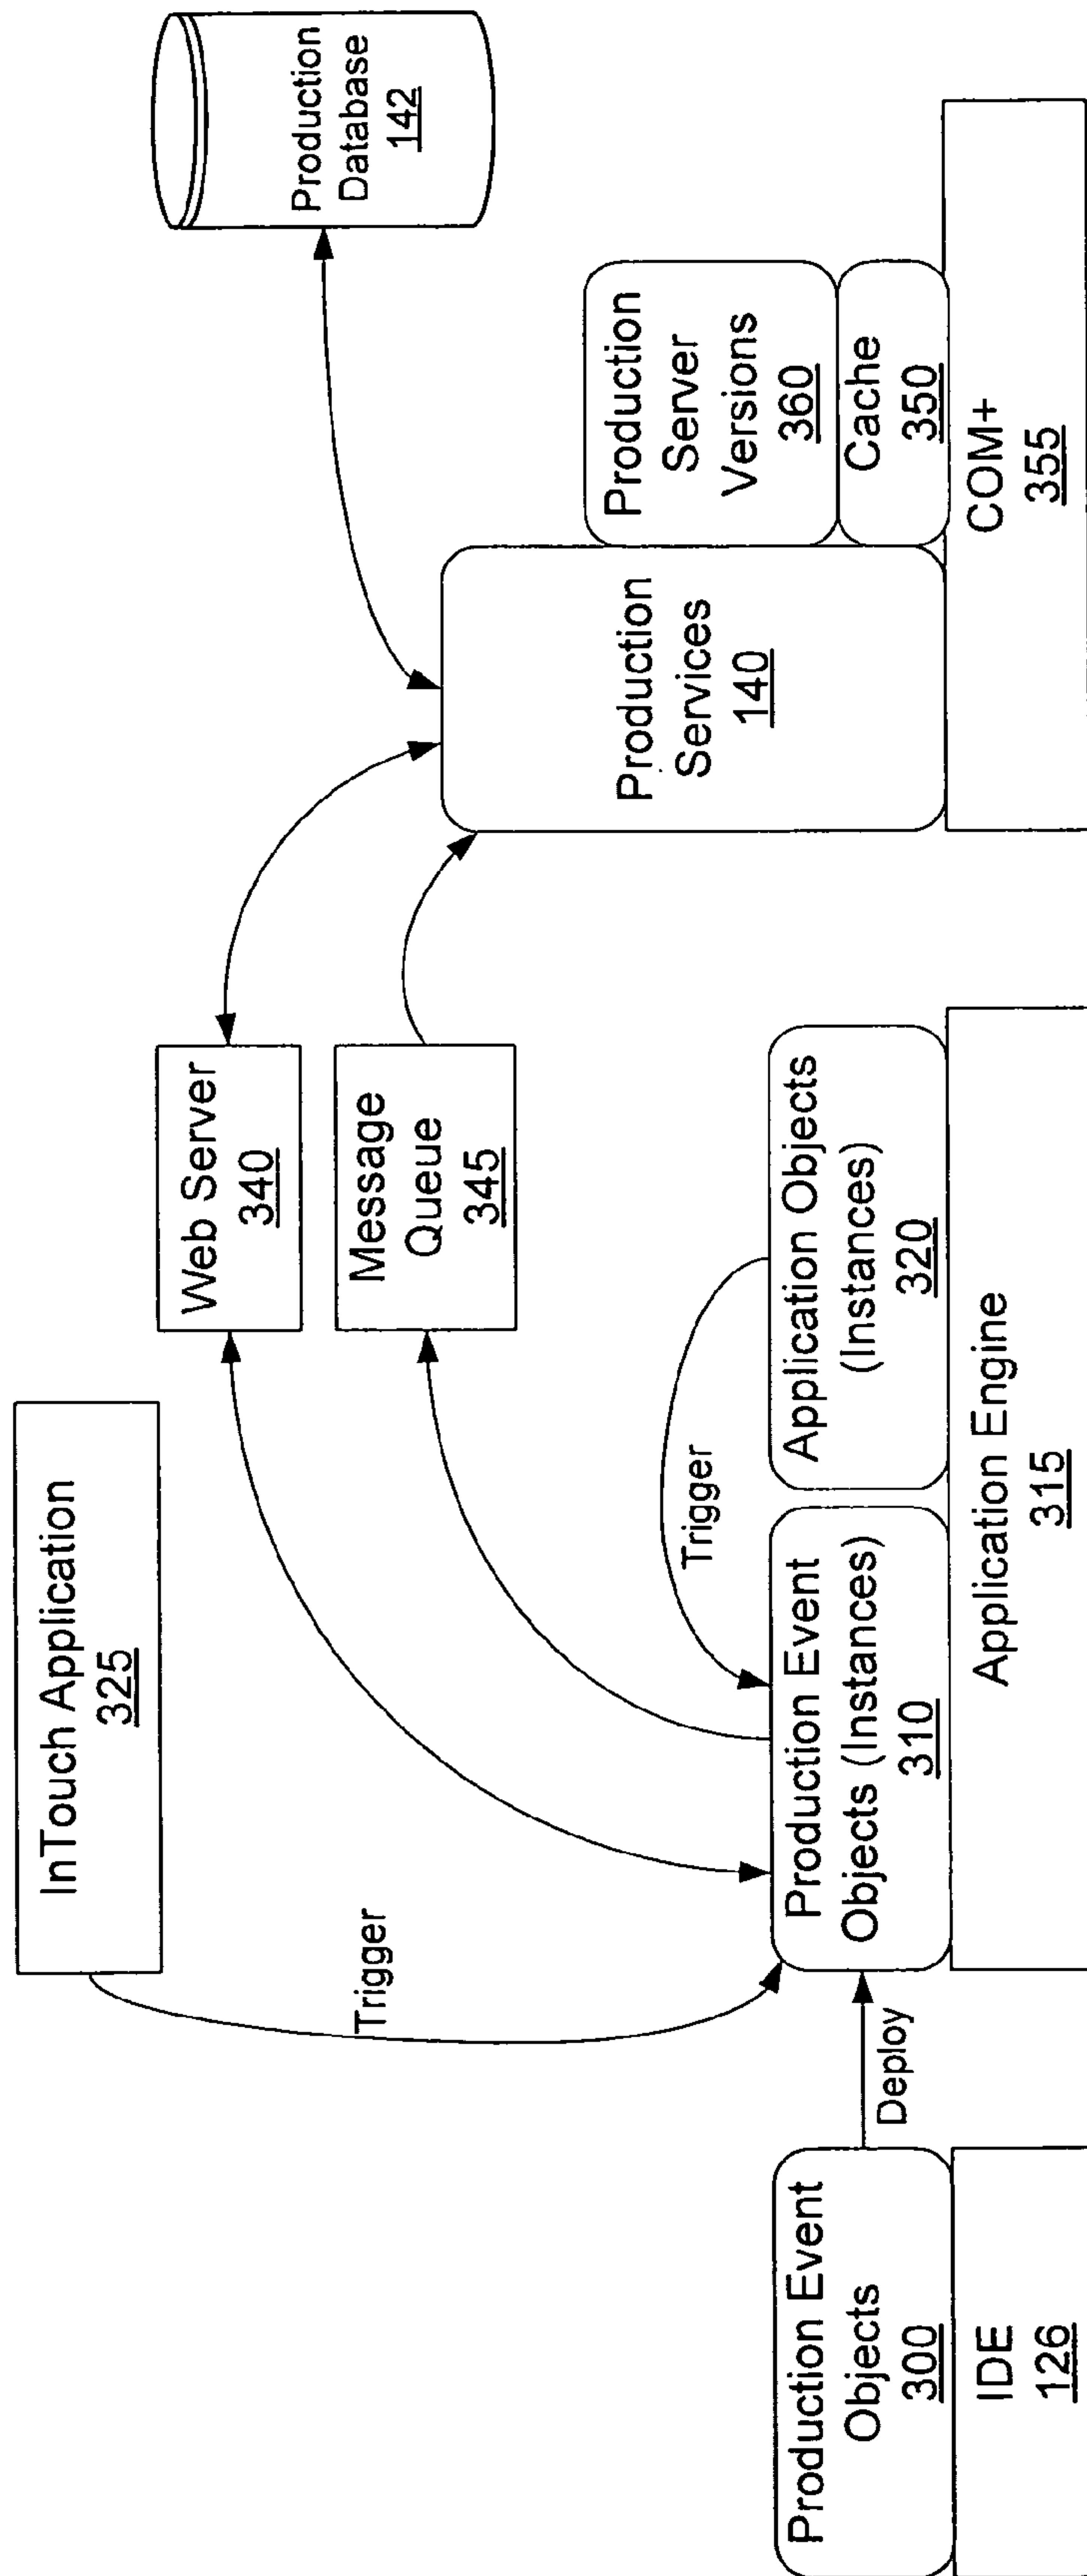 InTouch Application
325
Trigger
Web Server
340
Message
Queue
345
Production
Database
142
Trigger
Production Event
Objects
300
IDE
126
Deploy
Production Event
Objects (Instances)
310
Application Objects
(Instances)
320
Application Engine
315
Production
Services
140
Production
Server
Versions
360
Cache
350
COM+
355